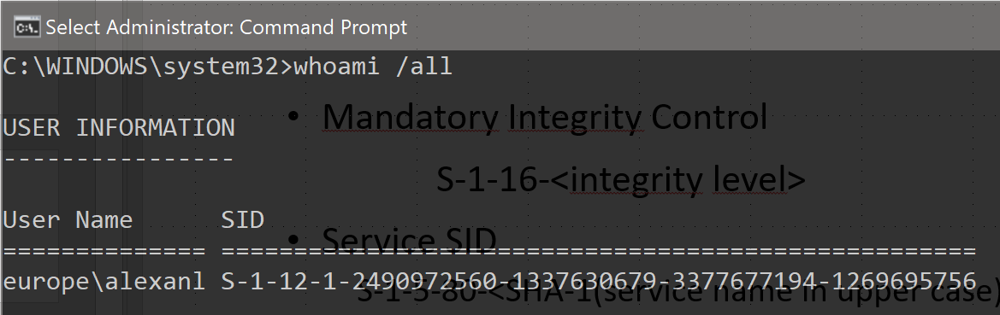 Select Administrator: Command Prompt
C:\WINDOWS\system32>whoami /all
• Mandatory Integrity Control
USER INFORMATION
----------------
S-1-16-<integrity level>
User Name SID
• Service SID
============== ====================================================
europe\alexanl S-1-12-1-2490972560-1337630679-3377677194-1269695756
S-1-5-80-<SHA-1(service name in upper case)